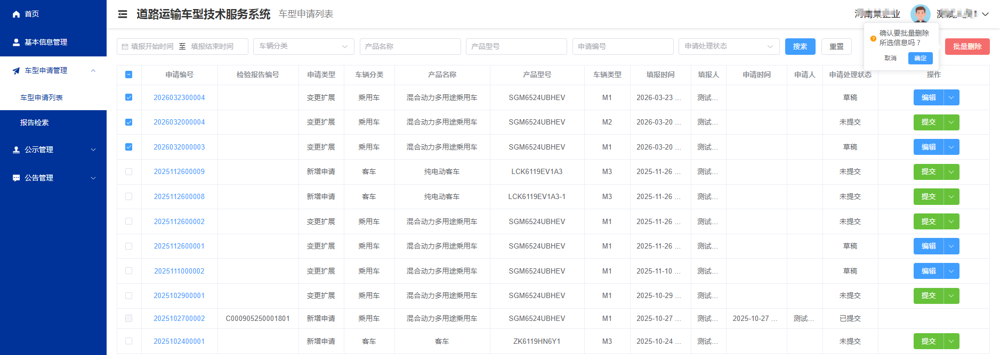 首页
基本信息管理
车型申请管理
车型申请列表
报告检索
公示管理
公告管理
道路运输车型技术服务系统 车型申请列表
确认要批量删除
所选信息吗？
取消 确定
填报开始时间 至 填报结束时间 车辆分类 产品名称 产品型号 申请编号 申请处理状态 搜索 重置 批量删除
申请编号 检验报告编号 申请类型 车辆分类 产品名称 产品型号 车辆类型 填报时间 填报人 申请时间 申请人 申请处理状态 操作
2026032300004 变更扩展 乘用车 混合动力多用途乘用车 SGM6524UBHEV M1 2026-03-23 ... 测试... 草稿 编辑
2026032000004 变更扩展 乘用车 混合动力多用途乘用车 SGM6524UBHEV M2 2026-03-20 ... 测试... 未提交 提交
2026032000003 变更扩展 乘用车 混合动力多用途乘用车 SGM6524UBHEV M1 2026-03-20 ... 测试... 草稿 编辑
2025112600009 新增申请 客车 纯电动客车 LCK6119EV1A3 M3 2025-11-26 ... 测试... 未提交 提交
2025112600008 新增申请 客车 纯电动客车 LCK6119EV1A3-1 M3 2025-11-26 ... 测试... 未提交 提交
2025112600002 变更扩展 乘用车 混合动力多用途乘用车 SGM6524UBHEV M1 2025-11-26 ... 测试... 未提交 提交
2025112600001 变更扩展 乘用车 混合动力多用途乘用车 SGM6524UBHEV M1 2025-11-26 ... 测试... 草稿 编辑
2025111000002 变更扩展 乘用车 混合动力多用途乘用车 SGM6524UBHEV M1 2025-11-10 ... 测试... 草稿 编辑
2025102900001 变更扩展 乘用车 混合动力多用途乘用车 SGM6524UBHEV M1 2025-10-29 ... 测试... 未提交 提交
2025102700002 C000905250001801 新增申请 乘用车 混合动力多用途乘用车 SGM6524UBHEV M1 2025-10-27 ... 测试... 2025-10-27 ... 测试... 已提交
2025102400001 新增申请 客车 客车 ZK6119HN6Y1 M3 2025-10-24 ... 测试... 未提交 提交